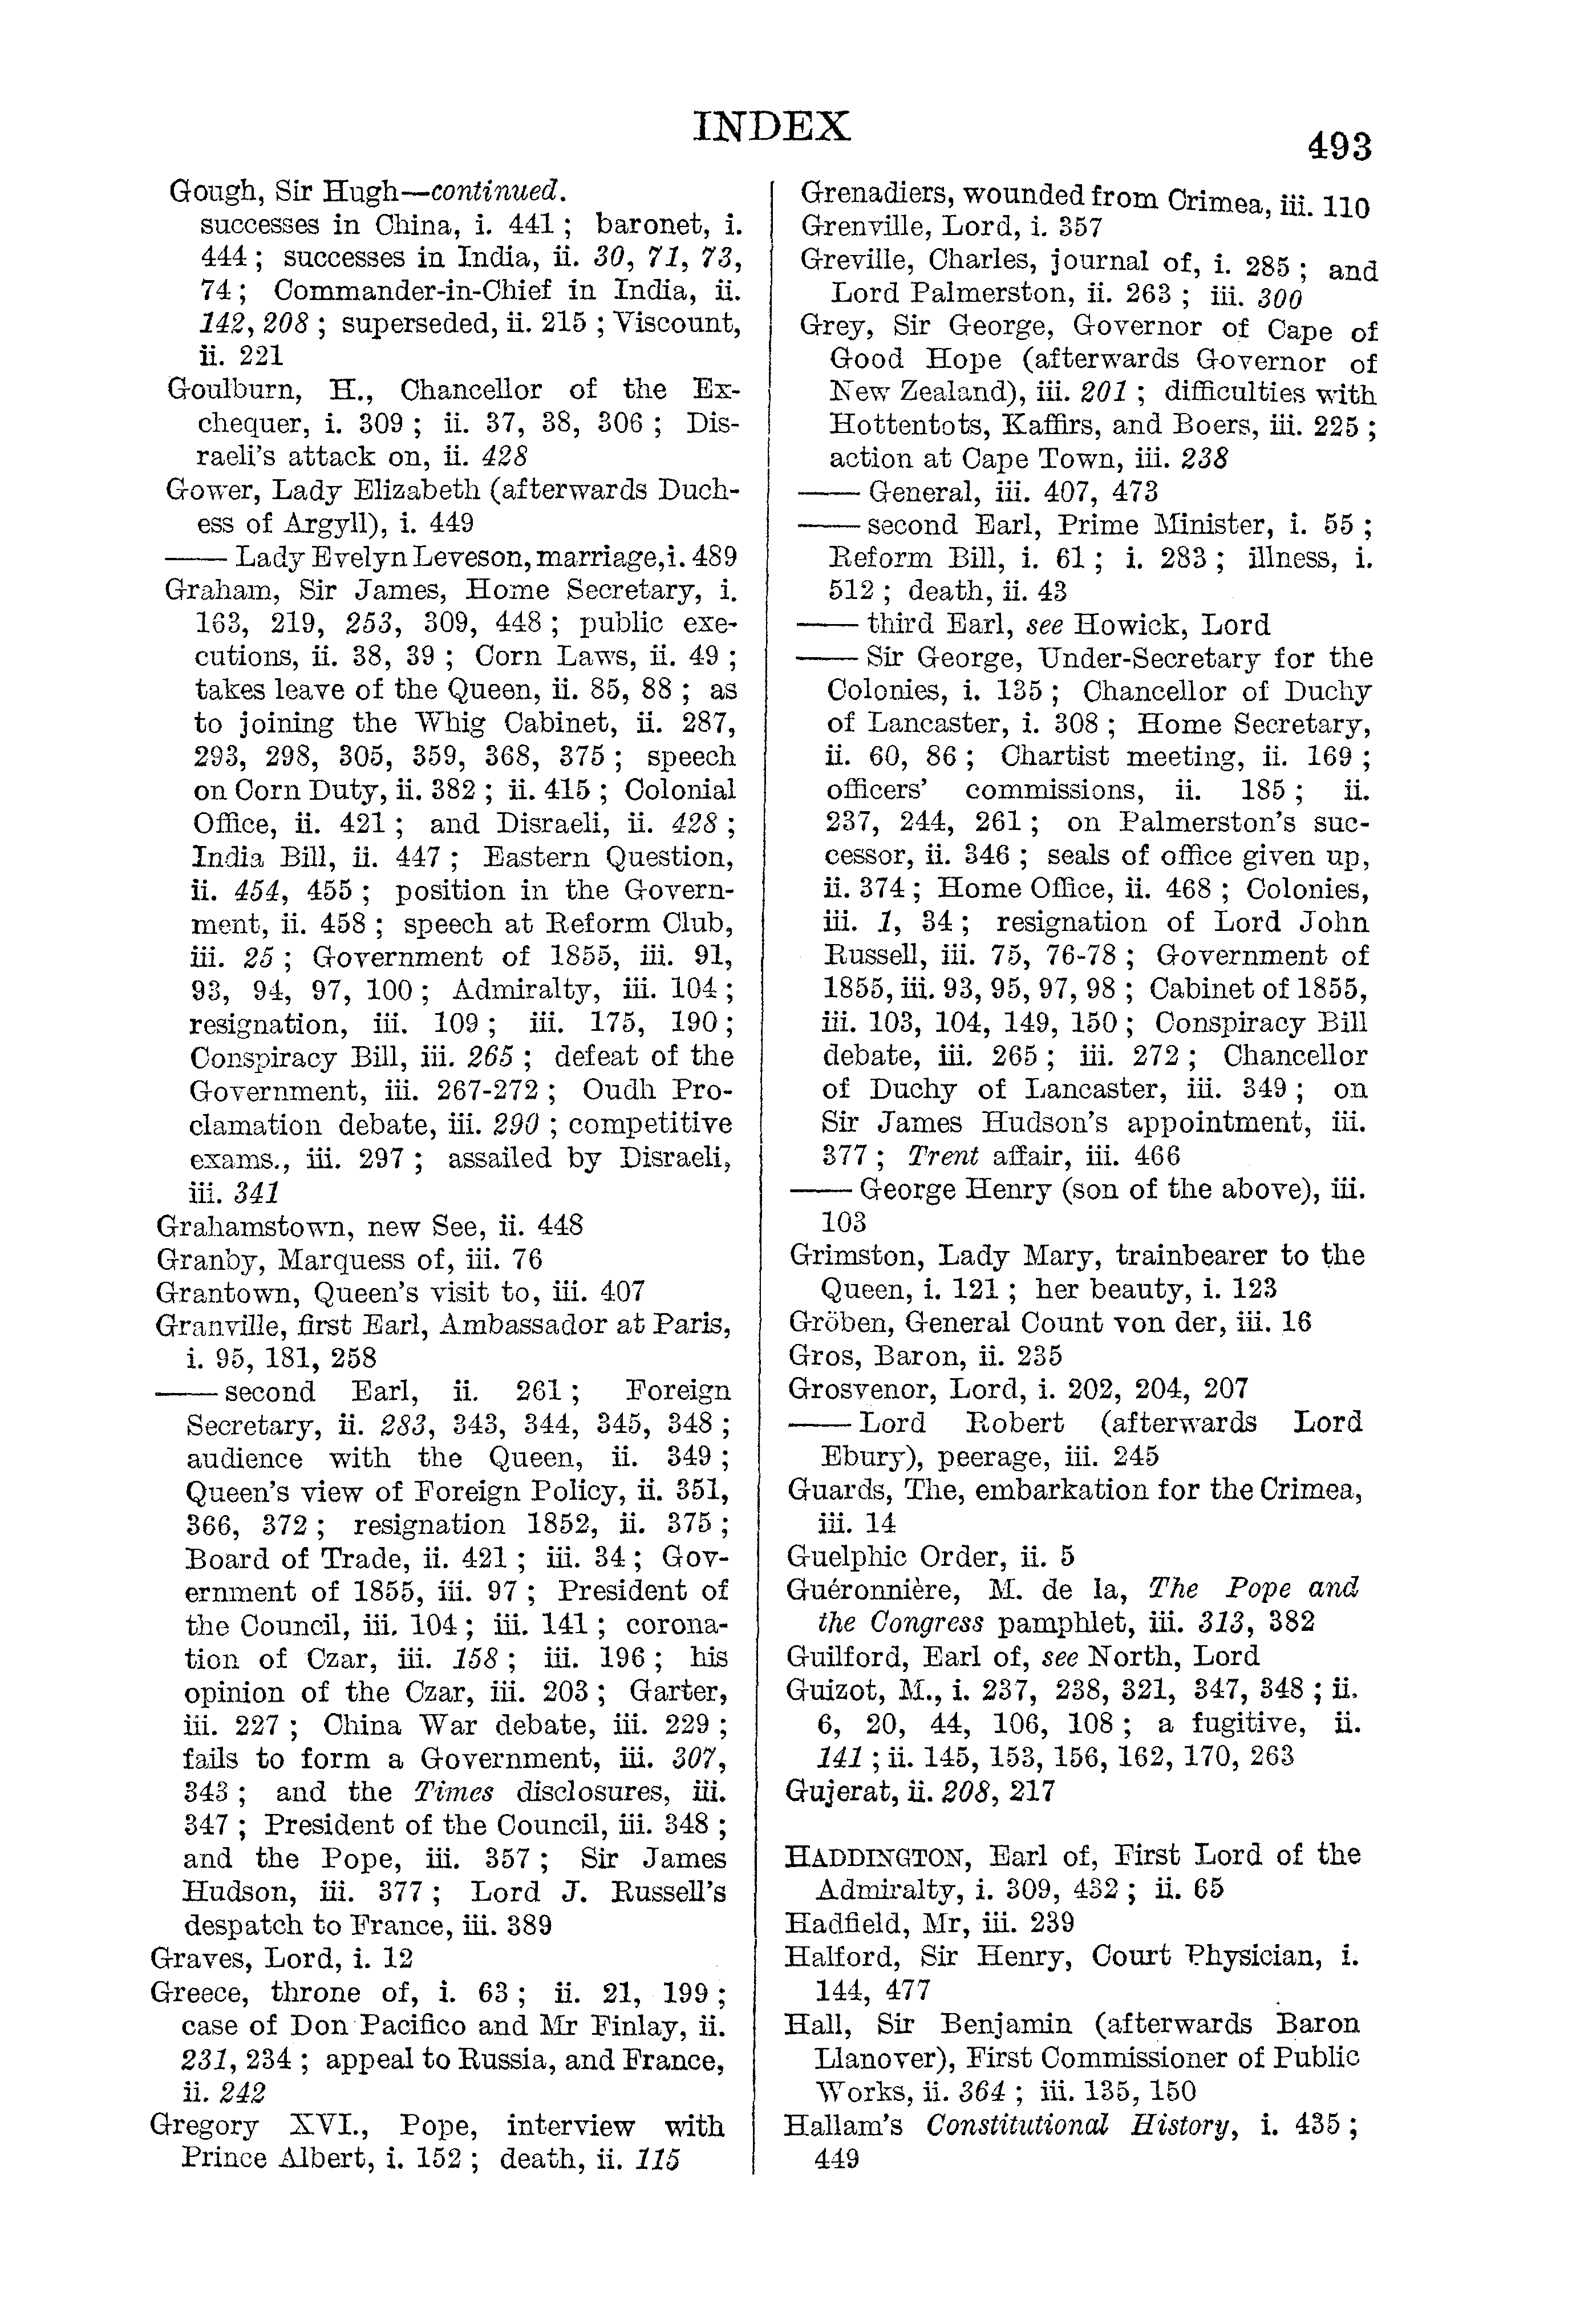 INDEX
493
Gough, Sir Hugh—continued.
successes in China, i. 441 ; baronet, i.
444 ; successes in India, ii. 30, 71, 73,
74 ; Commander-in-Chief in India, ii.
142, 208 ; superseded, ii. 215 ; Viscount,
ii. 221
Goulburn, H., Chancellor of the Ex-
chequer, i. 309 ; ii. 37, 38, 306 ; Dis-
raeli's attack on, ii. 428
Gower, Lady Elizabeth (afterwards Duch-
ess of Argyll), i. 449
—— Lady Evelyn Leveson, marriage, i. 489
Graham, Sir James, Home Secretary, i.
163, 219, 253, 309, 448 ; public exe-
cutions, ii. 38, 39 ; Corn Laws, ii. 49 ;
takes leave of the Queen, ii. 85, 88 ; as
to joining the Whig Cabinet, ii. 287,
293, 298, 305, 359, 368, 375 ; speech
on Corn Duty, ii. 382 ; ii. 415 ; Colonial
Office, ii. 421 ; and Disraeli, ii. 428 ;
India Bill, ii. 447 ; Eastern Question,
ii. 454, 455 ; position in the Govern-
ment, ii. 458 ; speech at Reform Club,
iii. 25 ; Government of 1855, iii. 91,
93, 94, 97, 100 ; Admiralty, iii. 104 ;
resignation, iii. 109 ; iii. 175, 190 ;
Conspiracy Bill, iii. 265 ; defeat of the
Government, iii. 267-272 ; Oudh Pro-
clamation debate, iii. 290 ; competitive
exams., iii. 297 ; assailed by Disraeli,
iii. 341
Grahamstown, new See, ii. 448
Granby, Marquess of, iii. 76
Grantown, Queen's visit to, iii. 407
Granville, first Earl, Ambassador at Paris,
i. 95, 181, 258
—— second Earl, ii. 261 ; Foreign
Secretary, ii. 283, 343, 344, 345, 348 ;
audience with the Queen, ii. 349 ;
Queen's view of Foreign Policy, ii. 351,
366, 372 ; resignation 1852, ii. 375 ;
Board of Trade, ii. 421 ; iii. 34 ; Gov-
ernment of 1855, iii. 97 ; President of
the Council, iii. 104 ; iii. 141 ; corona-
tion of Czar, iii. 158 ; iii. 196 ; his
opinion of the Czar, iii. 203 ; Garter,
iii. 227 ; China War debate, iii. 229 ;
fails to form a Government, iii. 307,
343 ; and the Times disclosures, iii.
347 ; President of the Council, iii. 348 ;
and the Pope, iii. 357 ; Sir James
Hudson, iii. 377 ; Lord J. Russell's
despatch to France, iii. 389
Graves, Lord, i. 12
Greece, throne of, i. 63 ; ii. 21, 199 ;
case of Don Pacifico and Mr Finlay, ii.
231, 234 ; appeal to Russia, and France,
ii. 242
Gregory XVI., Pope, interview with
Prince Albert, i. 152 ; death, ii. 115
Grenadiers, wounded from Crimea, iii. 110
Grenville, Lord, i. 357
Greville, Charles, journal of, i. 285 ; and
Lord Palmerston, ii. 263 ; iii. 300
Grey, Sir George, Governor of Cape of
Good Hope (afterwards Governor of
New Zealand), iii. 201 ; difficulties with
Hottentots, Kaffirs, and Boers, iii. 225 ;
action at Cape Town, iii. 238
—— General, iii. 407, 473
—— second Earl, Prime Minister, i. 55 ;
Reform Bill, i. 61 ; i. 283 ; illness, i.
512 ; death, ii. 43
—— third Earl, see Howick, Lord
—— Sir George, Under-Secretary for the
Colonies, i. 135 ; Chancellor of Duchy
of Lancaster, i. 308 ; Home Secretary,
ii. 60, 86 ; Chartist meeting, ii. 169 ;
officers' commissions, ii. 185 ; ii.
237, 244, 261 ; on Palmerston's suc-
cessor, ii. 346 ; seals of office given up,
ii. 374 ; Home Office, ii. 468 ; Colonies,
iii. 1, 34 ; resignation of Lord John
Russell, iii. 75, 76-78 ; Government of
1855, iii. 93, 95, 97, 98 ; Cabinet of 1855,
iii. 103, 104, 149, 150 ; Conspiracy Bill
debate, iii. 265 ; iii. 272 ; Chancellor
of Duchy of Lancaster, iii. 349 ; on
Sir James Hudson's appointment, iii.
377 ; Trent affair, iii. 466
—— George Henry (son of the above), iii.
103
Grimston, Lady Mary, trainbearer to the
Queen, i. 121 ; her beauty, i. 123
Gröben, General Count von der, iii. 16
Gros, Baron, ii. 235
Grosvenor, Lord, i. 202, 204, 207
—— Lord Robert (afterwards Lord
Ebury), peerage, iii. 245
Guards, The, embarkation for the Crimea,
iii. 14
Guelphic Order, ii. 5
Guéronnière, M. de la, The Pope and
the Congress pamphlet, iii. 313, 382
Guilford, Earl of, see North, Lord
Guizot, M., i. 237, 238, 321, 347, 348 ; ii.
6, 20, 44, 106, 108 ; a fugitive, ii.
141 ; ii. 145, 153, 156, 162, 170, 263
Gujerat, ii. 208, 217
HADDINGTON, Earl of, First Lord of the
Admiralty, i. 309, 432 ; ii. 65
Hadfield, Mr, iii. 239
Halford, Sir Henry, Court Physician, i.
144, 477
Hall, Sir Benjamin (afterwards Baron
Llanover), First Commissioner of Public
Works, ii. 364 ; iii. 135, 150
Hallam's Constitutional History, i. 435 ;
449